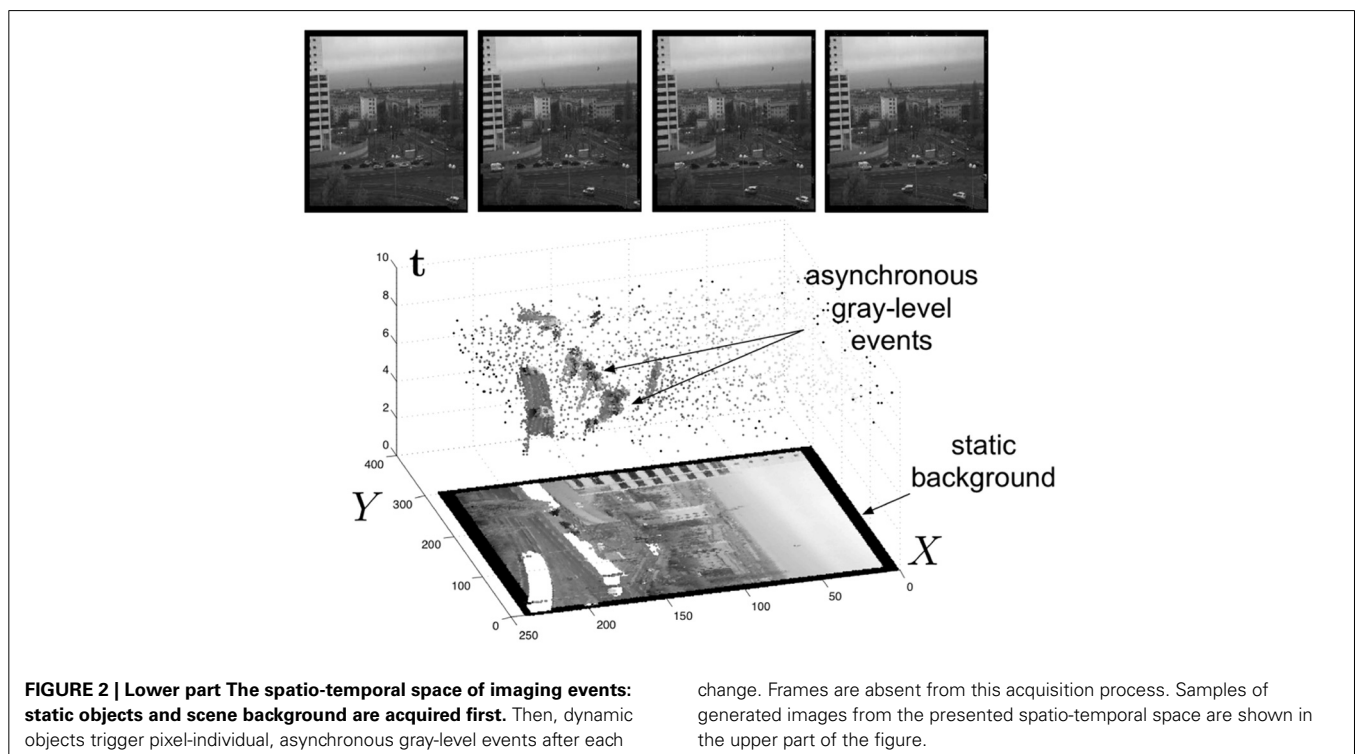 t
10
8
6
4
2
0
asynchronous
gray-level
events
static
background
400
300
200
100
0
Y
X
0
50
100
150
200
250
FIGURE 2 | Lower part The spatio-temporal space of imaging events:
static objects and scene background are acquired first. Then, dynamic
objects trigger pixel-individual, asynchronous gray-level events after each
change. Frames are absent from this acquisition process. Samples of
generated images from the presented spatio-temporal space are shown in
the upper part of the figure.